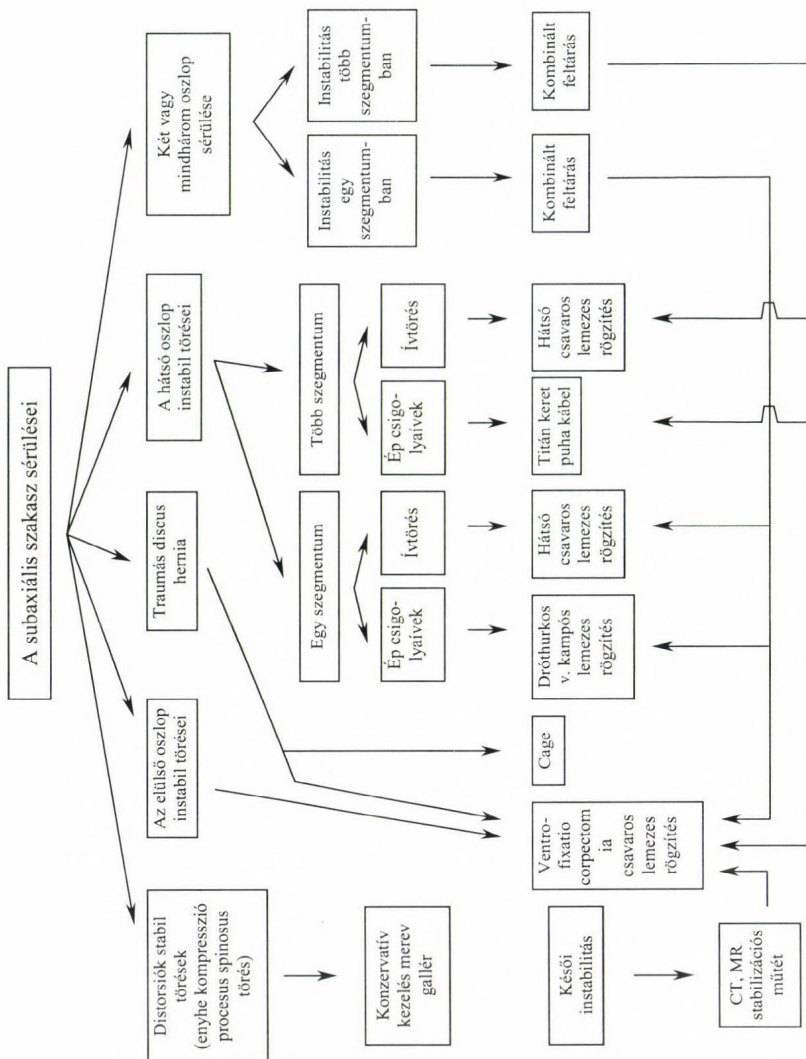 A subaxiális szakasz sérülései
Distorsiók stabil
törések
(enyhe kompresszió
procesus spinosus
törés)
Az elülső oszlop
instabil törései
Traumás discus
hernia
A hátsó oszlop
instabil törései
Két vagy
mindhárom oszlop
sérülése
Egy szegmentum
Több szegmentum
Instabilitás
egy
szegmentum-
ban
Instabilitás
több
szegmentum-
ban
Konzervatív
kezelés merev
gallér
Ép csigo-
lyaívek
Ívtörés
Ép csigo-
lyaívek
Ívtörés
Késői
instabilitás
Ventro-
fixatio
corpectom
ia
csavaros
lemezes
rögzítés
Cage
Dróthurkos
v. kampós
lemezes
rögzítés
Hátsó
csavaros
lemezes
rögzítés
Titán keret
puha kábel
Hátsó
csavaros
lemezes
rögzítés
Kombinált
feltárás
Kombinált
feltárás
CT, MR
stabilizációs
műtét